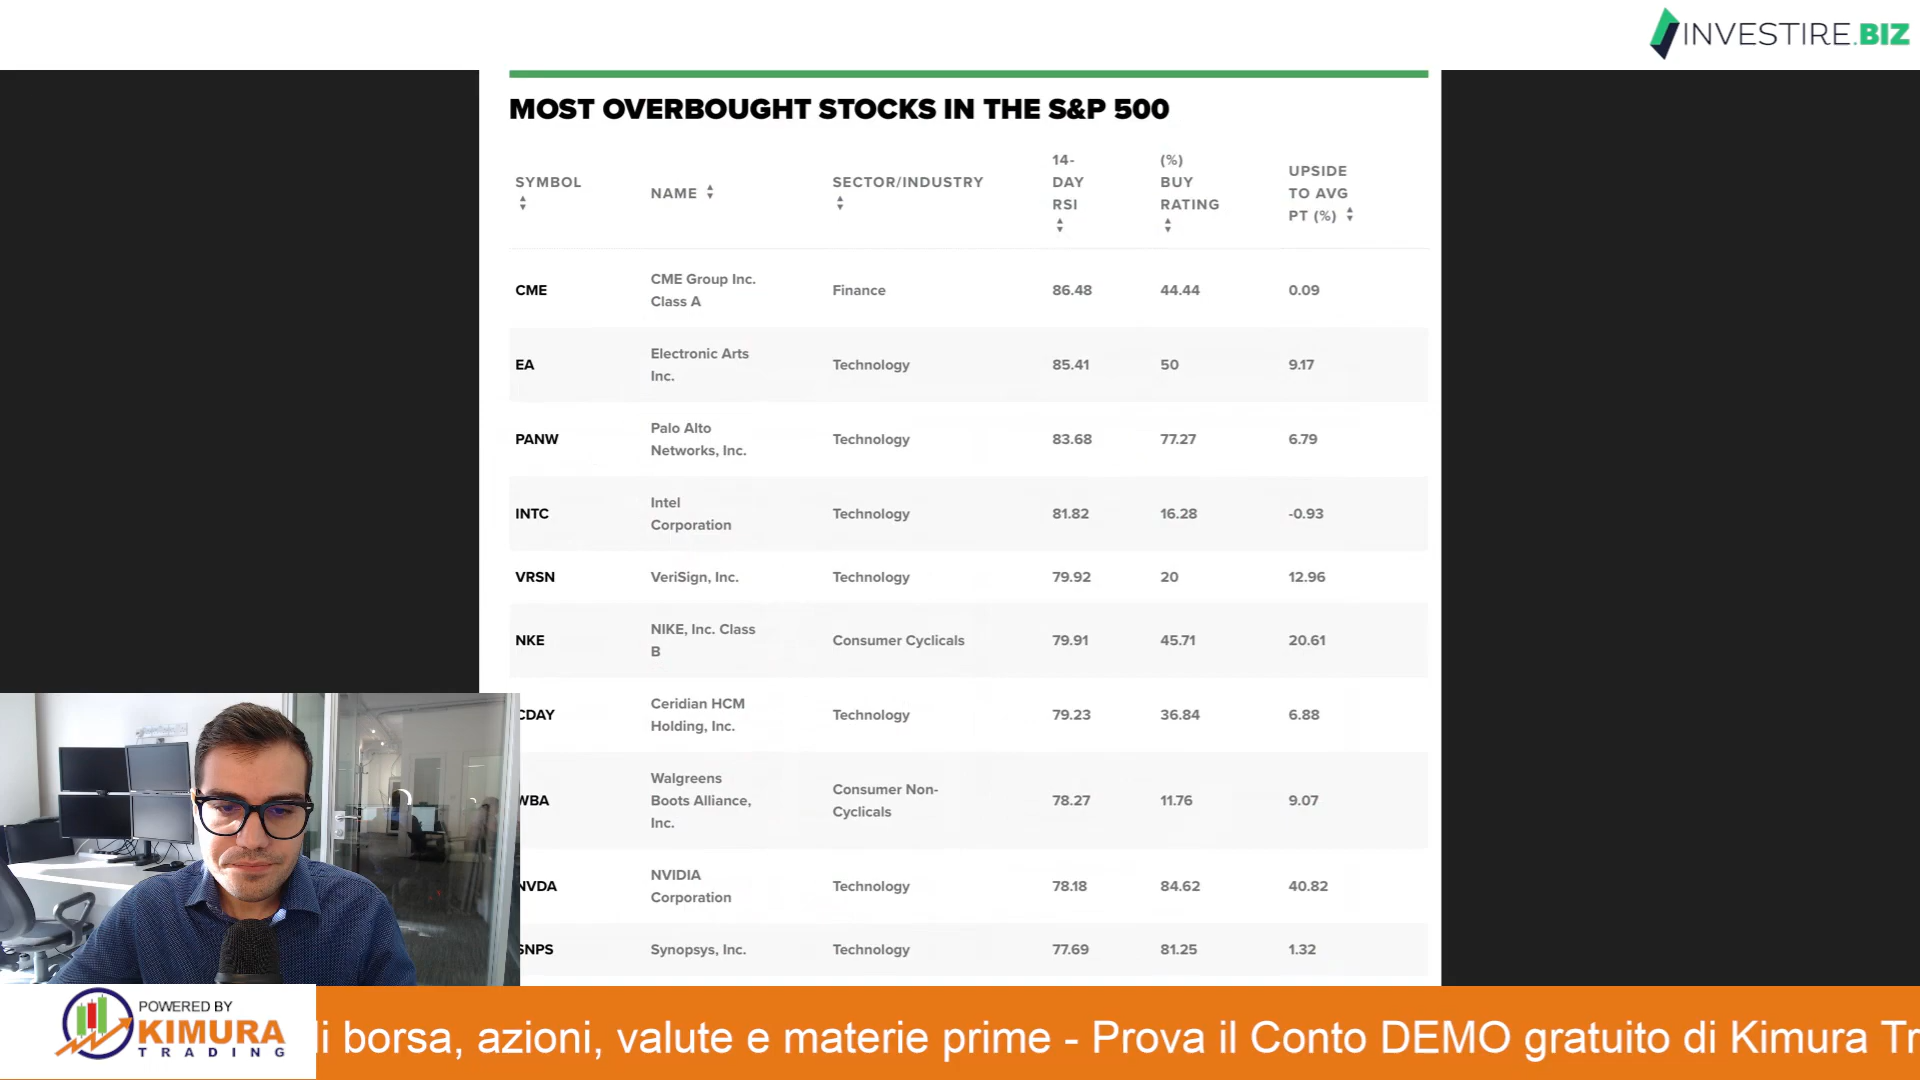 INVESTIRE.BIZ
MOST OVERBOUGHT STOCKS IN THE S&P 500
SYMBOL
NAME
SECTOR/INDUSTRY
14-
DAY
RSI
(%)
BUY
RATING
UPSIDE
TO AVG
PT (%)
CME
CME Group Inc.
Class A
Finance
86.48
44.44
0.09
EA
Electronic Arts
Inc.
Technology
85.41
50
9.17
PANW
Palo Alto
Networks, Inc.
Technology
83.68
77.27
6.79
INTC
Intel
Corporation
Technology
81.82
16.28
-0.93
VRSN
VeriSign, Inc.
Technology
79.92
20
12.96
NKE
NIKE, Inc. Class
B
Consumer Cyclicals
79.91
45.71
20.61
CDAY
Ceridian HCM
Holding, Inc.
Technology
79.23
36.84
6.88
WBA
Walgreens
Boots Alliance,
Inc.
Consumer Non-
Cyclicals
78.27
11.76
9.07
NVDA
NVIDIA
Corporation
Technology
78.18
84.62
40.82
SNPS
Synopsys, Inc.
Technology
77.69
81.25
1.32
POWERED BY
KIMURA
TRADING
di borsa, azioni, valute e materie prime - Prova il Conto DEMO gratuito di Kimura Tr